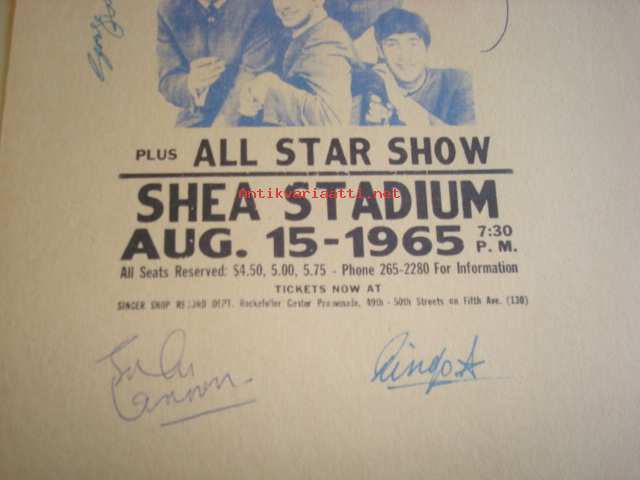 PLUS ALL STAR SHOW
SHEA STADIUM
Antikvariaatti.net
AUG. 15-1965 7:30 P. M.
All Seats Reserved: $4.50, 5.00, 5.75 - Phone 265-2280 For Information
TICKETS NOW AT
SINGER SHOP RECORD DEPT. Rockefeller Center Promenade, 49th - 50th Streets on Fifth Ave. (130)
John Lennon
Ringo